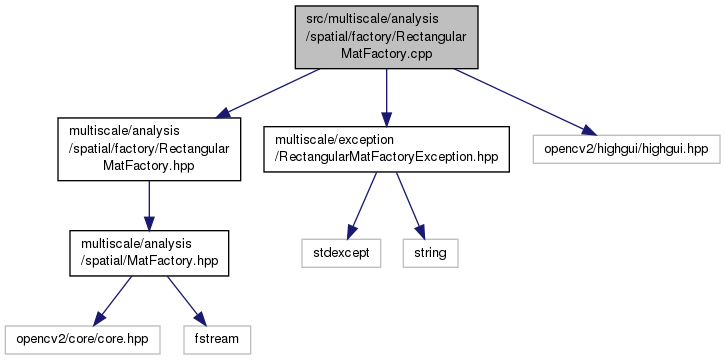 src/multiscale/analysis
/spatial/factory/Rectangular
MatFactory.cpp
multiscale/analysis
/spatial/factory/Rectangular
MatFactory.hpp
multiscale/exception
/RectangularMatFactoryException.hpp
opencv2/highgui/highgui.hpp
multiscale/analysis
/spatial/MatFactory.hpp
stdexcept
string
opencv2/core/core.hpp
fstream